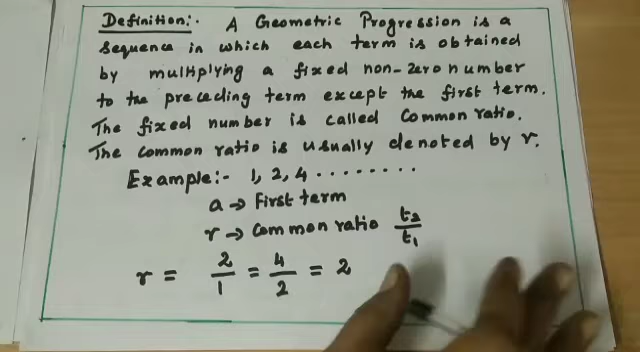 Definition:- A Geometric Progression is a
sequence in which each term is obtained
by multiplying a fixed non-zero number
to the preceding term except the first term.
The fixed number is called Common ratio.
The common ratio is usually denoted by r.
Example:- 1, 2, 4 ........
a → First term
r → Common ratio t₂/t₁
r = 2/1 = 4/2 = 2